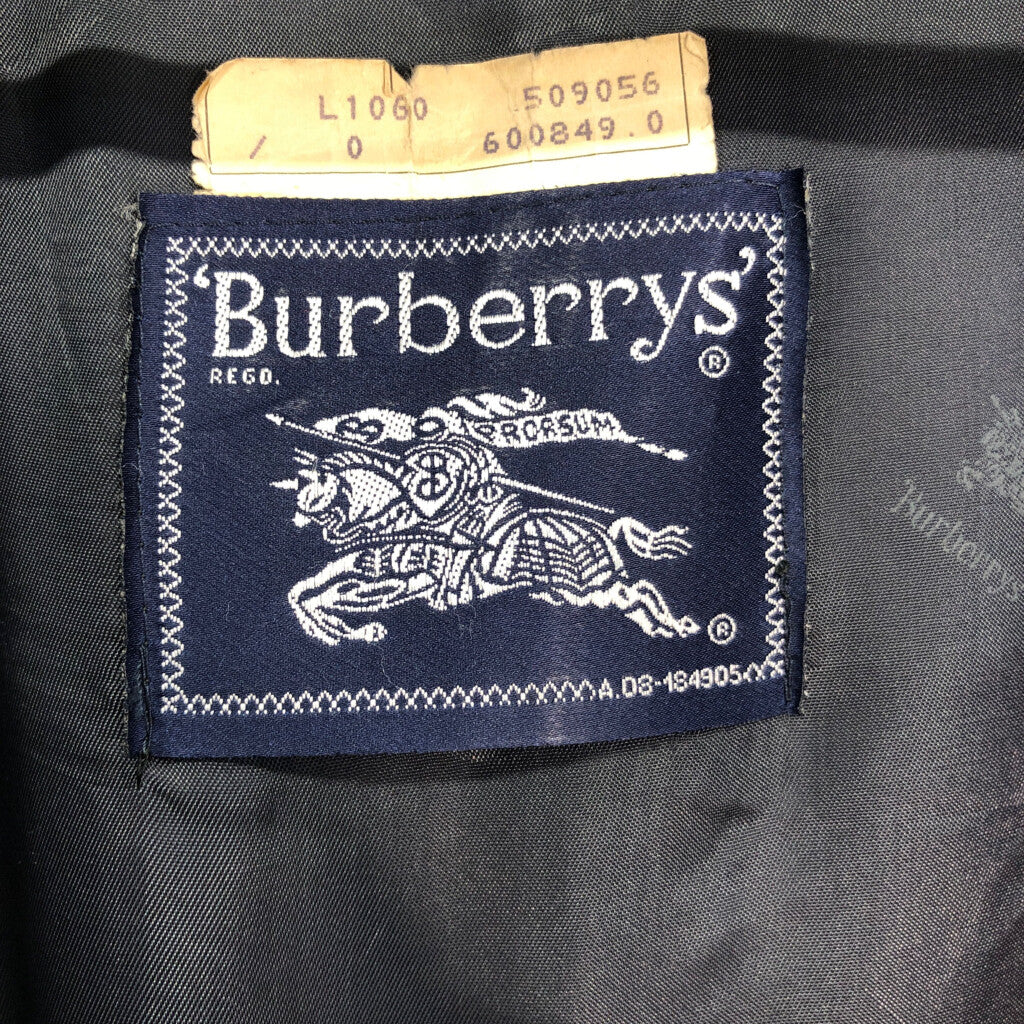 L1060 509056
/ 0 600849.0
'Burberrys'®
REGD.
PRORSUM
B
®
A.08-184905
Burberrys